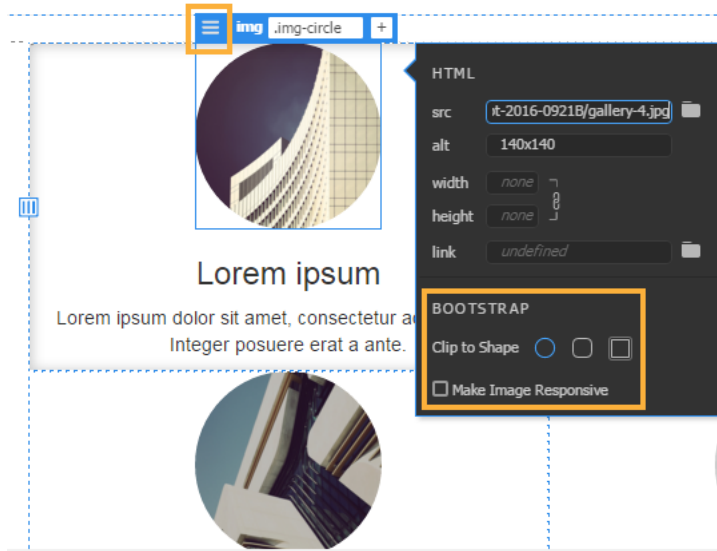 img .img-circle +
HTML
src t-2016-0921B/gallery-4.jpg
alt 140x140
width none
height none
link undefined
BOOTSTRAP
Clip to Shape
Make Image Responsive
Lorem ipsum
Lorem ipsum dolor sit amet, consectetur a
Integer posuere erat a ante.